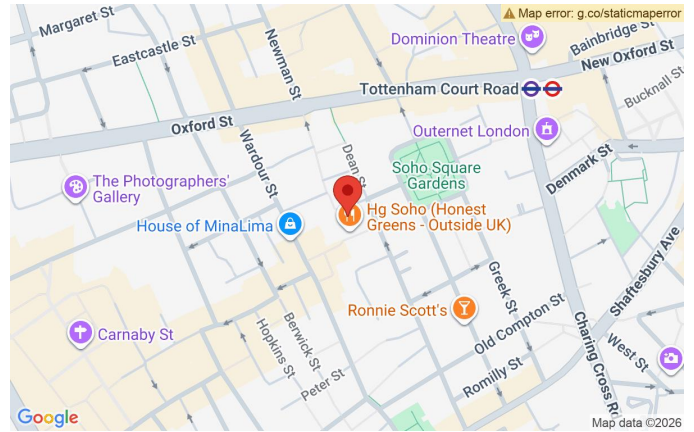 Map error: g.co/staticmaperror
Margaret St
Eastcastle St
Newman St
Dominion Theatre
Bainbridge St
New Oxford St
Tottenham Court Road
Bucknall St
Oxford St
Outernet London
Denmark St
Wardour St
Dean St
Soho Square
Gardens
The Photographers'
Gallery
House of MinaLima
Hg Soho (Honest
Greens - Outside UK)
Shaftesbury Ave
Greek St
Ronnie Scott's
Carnaby St
Hopkins St
Berwick St
Peter St
Old Compton St
Romilly St
Charing Cross Rd
West St
Google
Map data ©2026